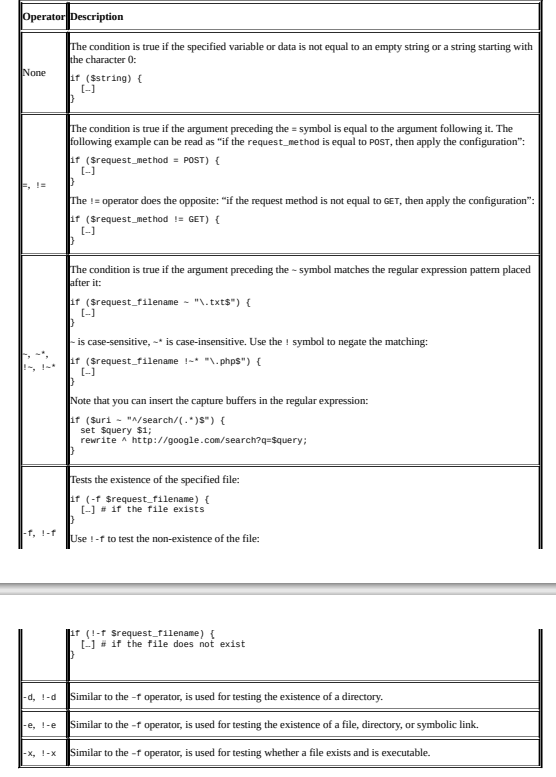 Operator Description
None
The condition is true if the specified variable or data is not equal to an empty string or a string starting with
the character 0:
if ($string) {
[…]
}
=, !=
The condition is true if the argument preceding the = symbol is equal to the argument following it. The
following example can be read as “if the request_method is equal to POST, then apply the configuration”:
if ($request_method = POST) {
[…]
}
The != operator does the opposite: “if the request method is not equal to GET, then apply the configuration”:
if ($request_method != GET) {
[…]
}
~, ~*,
!~, !~*
The condition is true if the argument preceding the ~ symbol matches the regular expression pattern placed
after it:
if ($request_filename ~ "\.txt$") {
[…]
}
~ is case-sensitive, ~* is case-insensitive. Use the ! symbol to negate the matching:
if ($request_filename !~* "\.php$") {
[…]
}
Note that you can insert the capture buffers in the regular expression:
if ($uri ~ "^/search/(.*)$") {
set $query $1;
rewrite ^ http://google.com/search?q=$query;
}
-f, !-f
Tests the existence of the specified file:
if (-f $request_filename) {
[…] # if the file exists
}
Use !-f to test the non-existence of the file:
if (!-f $request_filename) {
[…] # if the file does not exist
}
-d, !-d Similar to the -f operator, is used for testing the existence of a directory.
-e, !-e Similar to the -f operator, is used for testing the existence of a file, directory, or symbolic link.
-x, !-x Similar to the -f operator, is used for testing whether a file exists and is executable.